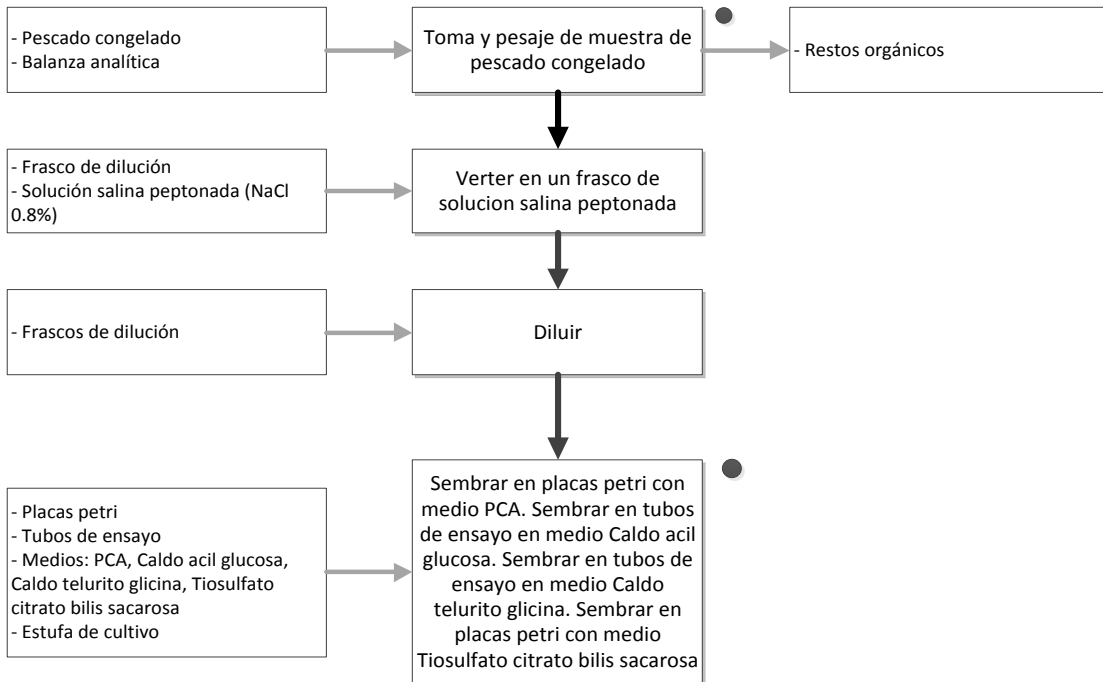 - Pescado congelado
- Balanza analítica
Toma y pesaje de muestra de
pescado congelado
- Restos orgánicos
- Frasco de dilución
- Solución salina peptonada (NaCl
0.8%)
Verter en un frasco de
solucion salina peptonada
- Frascos de dilución
Diluir
- Placas petri
- Tubos de ensayo
- Medios: PCA, Caldo acil glucosa,
Caldo telurito glicina, Tiosulfato
citrato bilis sacarosa
- Estufa de cultivo
Sembrar en placas petri con
medio PCA. Sembrar en tubos
de ensayo en medio Caldo acil
glucosa. Sembrar en tubos de
ensayo en medio Caldo
telurito glicina. Sembrar en
placas petri con medio
Tiosulfato citrato bilis sacarosa